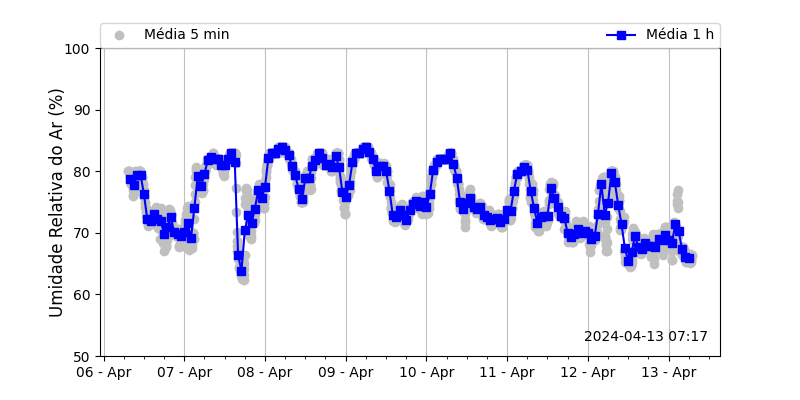 Média 5 min
Média 1 h
Umidade Relativa do Ar (%)
100
90
80
70
60
50
2024-04-13 07:17
06 - Apr
07 - Apr
08 - Apr
09 - Apr
10 - Apr
11 - Apr
12 - Apr
13 - Apr